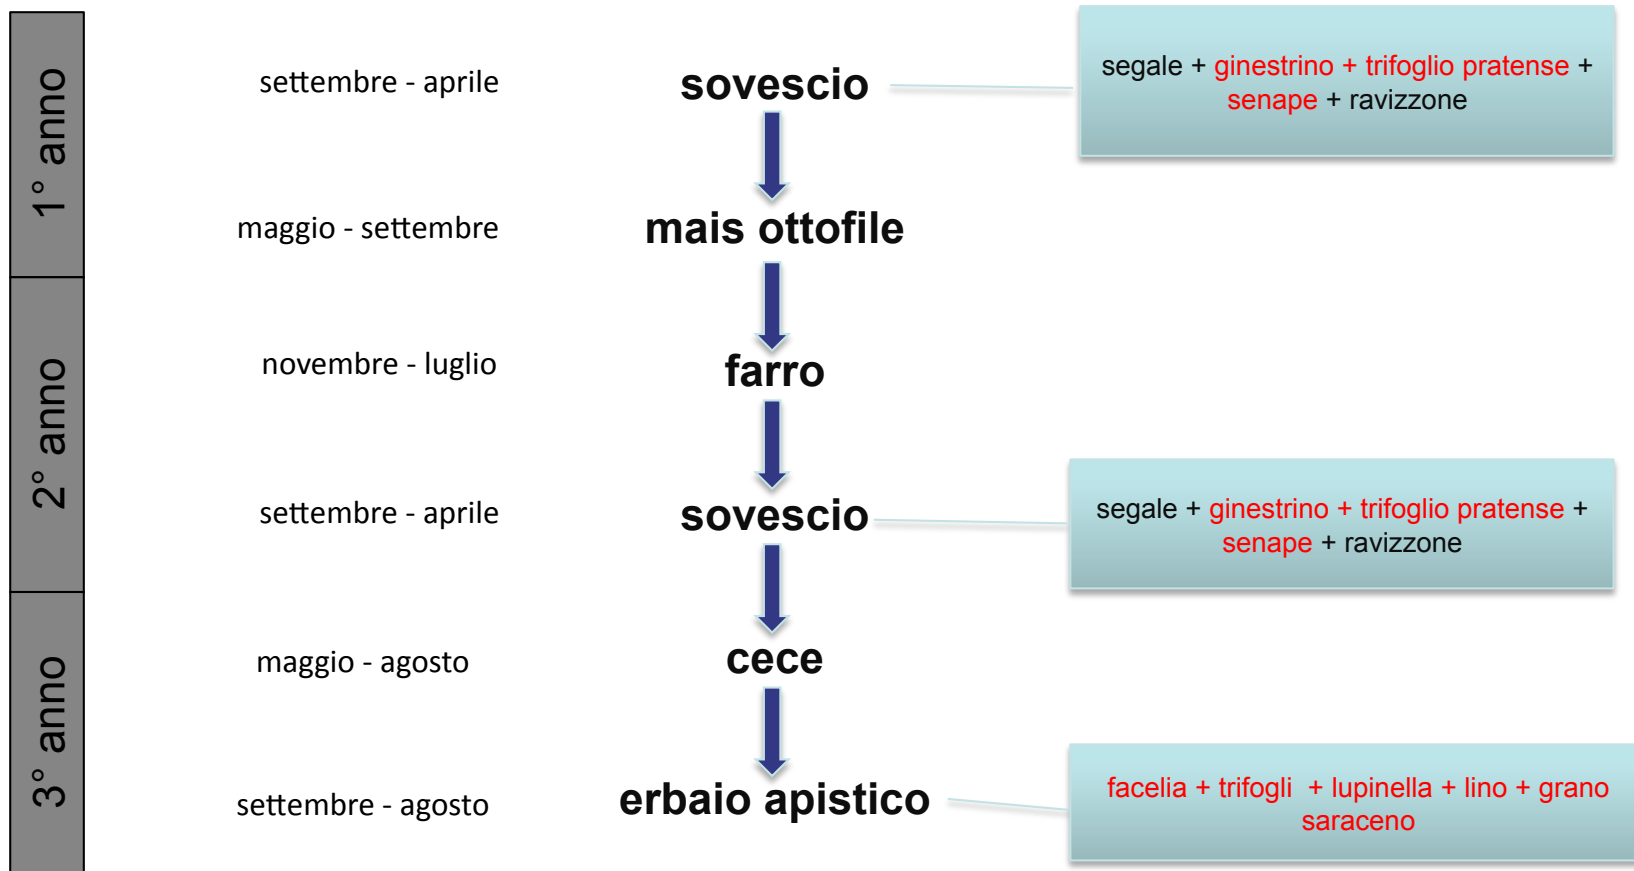 1° anno
settembre - aprile
sovescio
segale + ginestrino + trifoglio pratense +
senape + ravizzone
maggio - settembre
mais ottofile
2° anno
novembre - luglio
farro
settembre - aprile
sovescio
segale + ginestrino + trifoglio pratense +
senape + ravizzone
3° anno
maggio - agosto
cece
settembre - agosto
erbaio apistico
facelia + trifogli + lupinella + lino + grano
saraceno